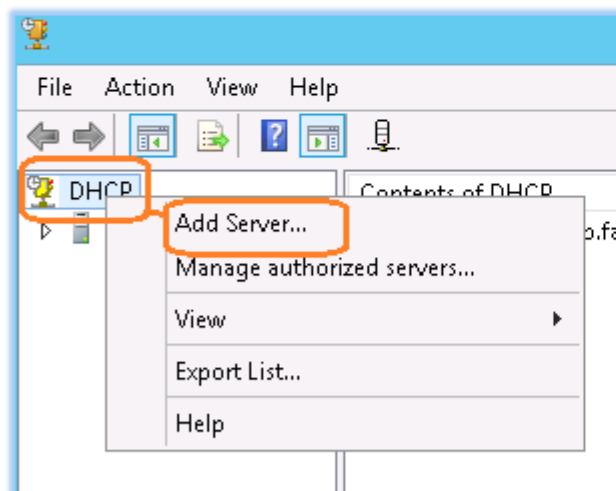 File Action View Help
DHCP
Contents of DHCP
Add Server...
Manage authorized servers...
View
Export List...
Help